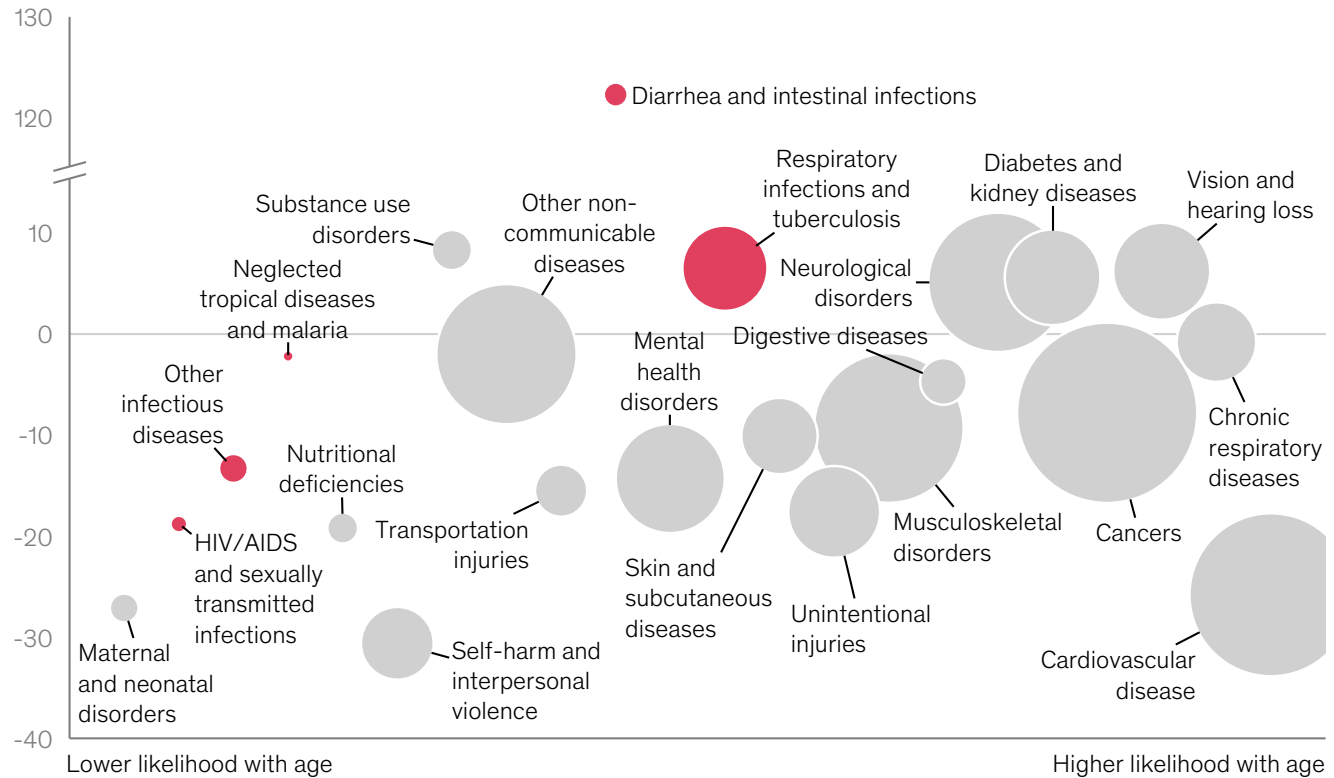 130
120
10
0
-10
-20
-30
-40
Diarrhea and intestinal infections
Respiratory
infections and
tuberculosis
Diabetes and
kidney diseases
Vision and
hearing loss
Substance use
disorders
Other non-
communicable
diseases
Neglected
tropical diseases
and malaria
Neurological
disorders
Digestive diseases
Mental
health
disorders
Other
infectious
diseases
Nutritional
deficiencies
Chronic
respiratory
diseases
Transportation
injuries
HIV/AIDS
and sexually
transmitted
infections
Musculoskeletal
disorders
Cancers
Skin and
subcutaneous
diseases
Unintentional
injuries
Maternal
and neonatal
disorders
Self-harm and
interpersonal
violence
Cardiovascular
disease
Lower likelihood with age
Higher likelihood with age